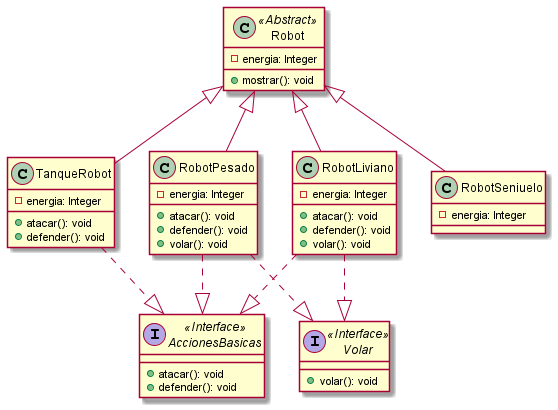 C
«Abstract»
Robot
energia: Integer
mostrar(): void
C TanqueRobot
energia: Integer
atacar(): void
defender(): void
C RobotPesado
energia: Integer
atacar(): void
defender(): void
volar(): void
C RobotLiviano
energia: Integer
atacar(): void
defender(): void
volar(): void
C RobotSeniuelo
energia: Integer
I
«Interface»
AccionesBasicas
atacar(): void
defender(): void
I
«Interface»
Volar
volar(): void